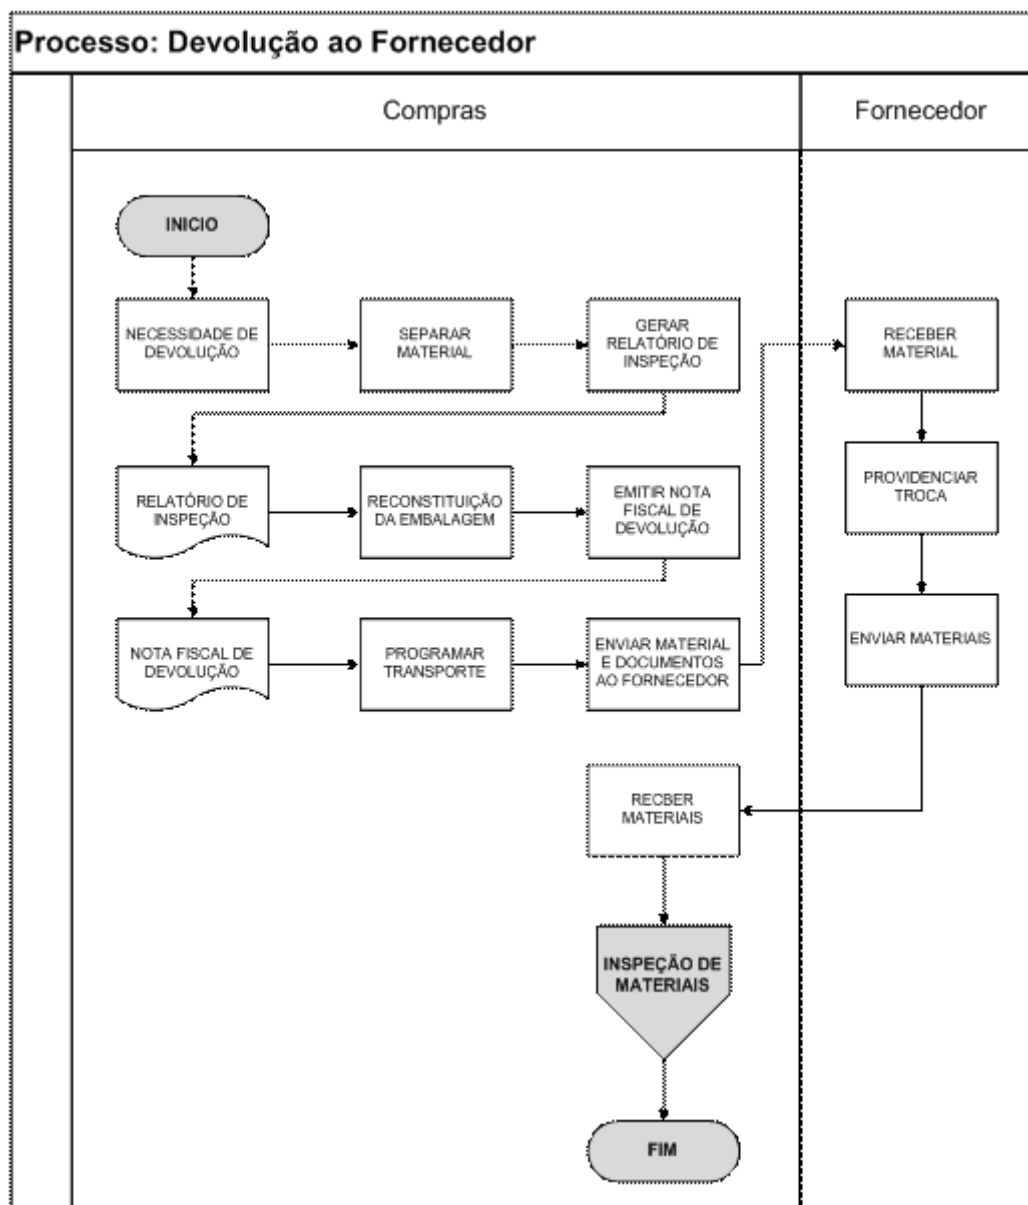 Processo: Devolução ao Fornecedor
Compras
Fornecedor
INICIO
NECESSIDADE DE
DEVOLUÇÃO
SEPARAR
MATERIAL
GERAR
RELATÓRIO DE
INSPEÇÃO
RECEBER
MATERIAL
RELATÓRIO DE
INSPEÇÃO
RECONSTITUIÇÃO
DA EMBALAGEM
EMITIR NOTA
FISCAL DE
DEVOLUÇÃO
PROVIDENCIAR
TROCA
NOTA FISCAL DE
DEVOLUÇÃO
PROGRAMAR
TRANSPORTE
ENVIAR MATERIAL
E DOCUMENTOS
AO FORNECEDOR
ENVIAR MATERIAIS
RECBER
MATERIAIS
INSPEÇÃO DE
MATERIAIS
FIM